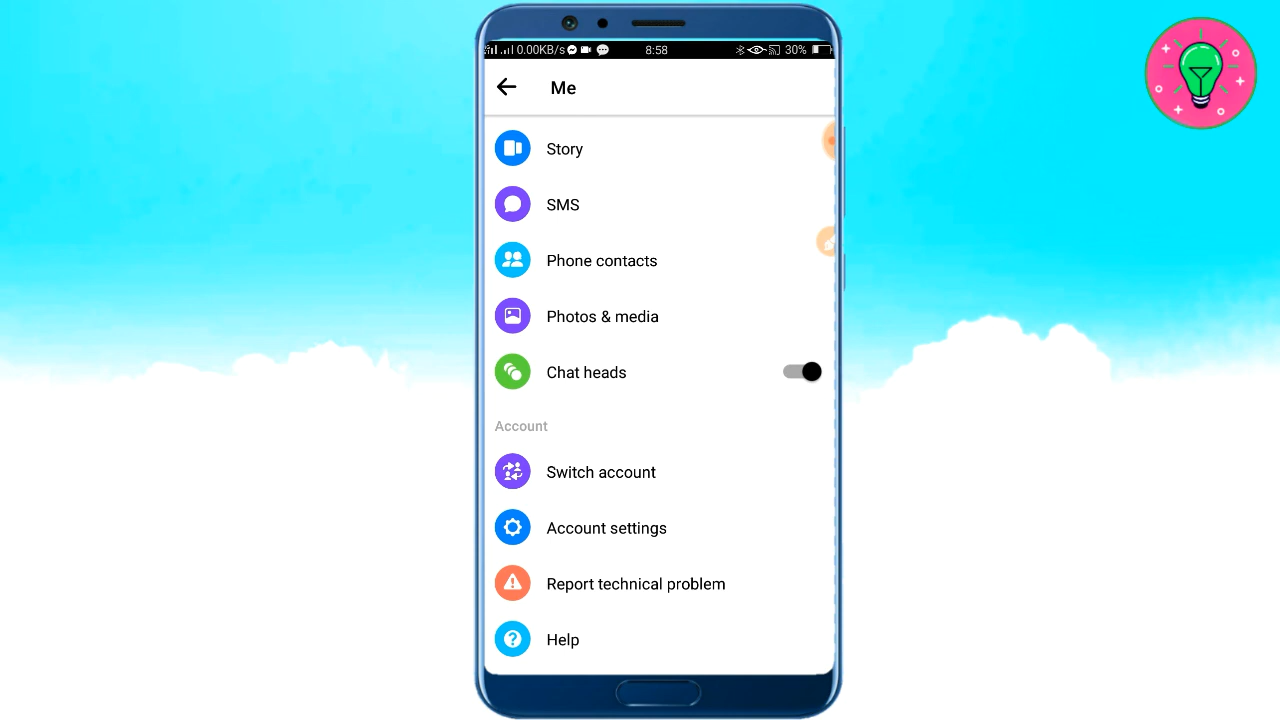 0.00KB/s 8:58 30%
Me
Story
SMS
Phone contacts
Photos & media
Chat heads
Account
Switch account
Account settings
Report technical problem
Help